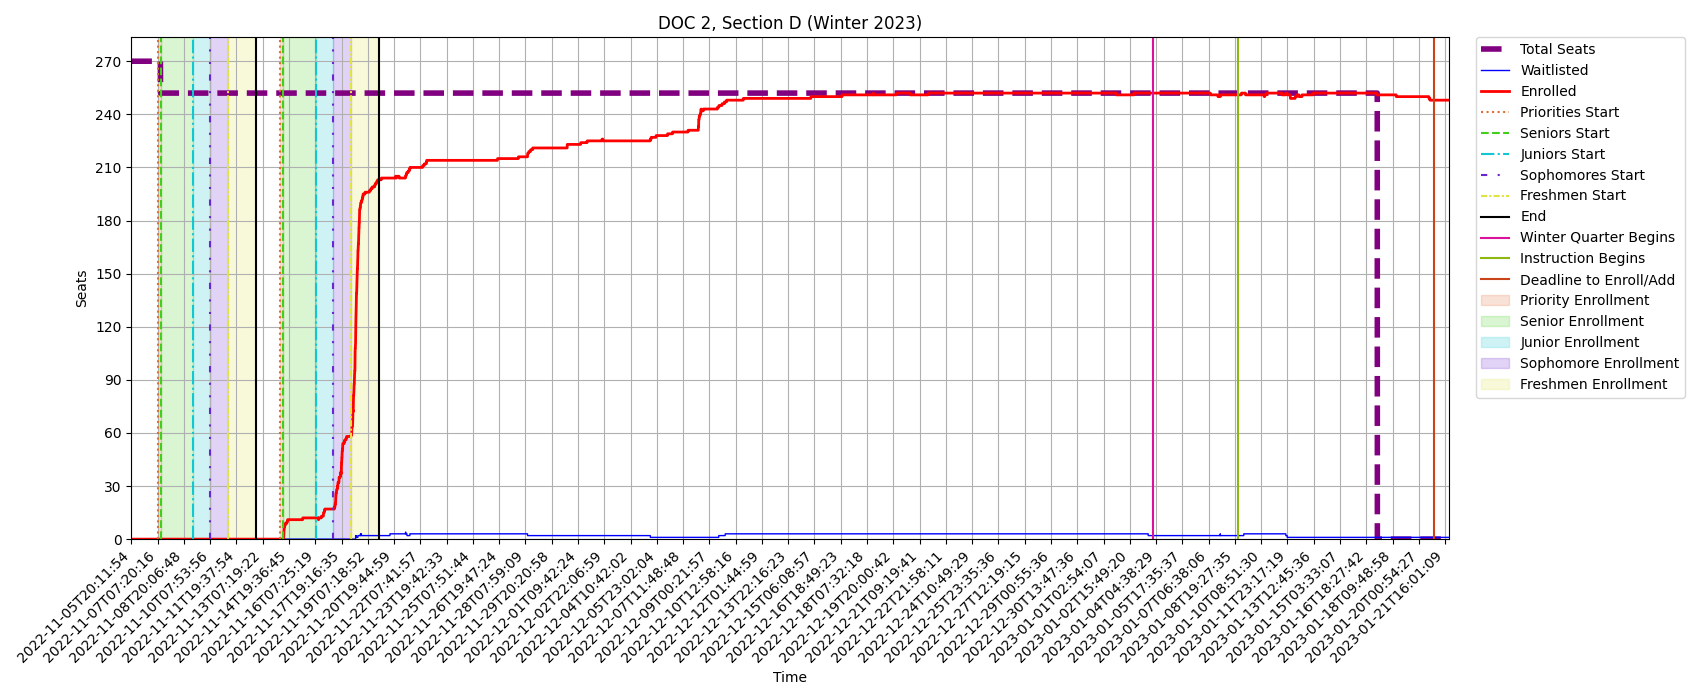 DOC 2, Section D (Winter 2023)
Seats
270
240
210
180
150
120
90
60
30
0
2022-11-05T20:11:54
2022-11-07T07:20:16
2022-11-08T20:06:48
2022-11-10T07:53:56
2022-11-11T19:37:54
2022-11-13T07:19:22
2022-11-14T19:36:45
2022-11-16T07:25:19
2022-11-17T19:16:35
2022-11-19T07:18:52
2022-11-20T19:44:59
2022-11-22T07:41:57
2022-11-23T19:42:33
2022-11-25T07:51:44
2022-11-26T19:47:24
2022-11-28T07:59:09
2022-11-29T20:20:58
2022-12-01T09:42:24
2022-12-02T22:06:59
2022-12-04T10:42:02
2022-12-05T23:02:04
2022-12-07T11:48:48
2022-12-09T00:21:57
2022-12-10T12:58:16
2022-12-12T01:44:59
2022-12-13T12:16:23
2022-12-15T06:08:57
2022-12-16T18:49:23
2022-12-18T07:32:18
2022-12-19T20:00:42
2022-12-21T09:19:41
2022-12-22T21:58:11
2022-12-24T10:49:29
2022-12-25T23:35:36
2022-12-27T12:19:15
2022-12-29T00:55:36
2022-12-30T13:47:36
2023-01-01T02:54:07
2023-01-02T15:49:20
2023-01-04T04:38:29
2023-01-05T17:35:37
2023-01-07T06:38:06
2023-01-08T19:27:35
2023-01-10T08:51:30
2023-01-11T23:17:19
2023-01-13T12:45:36
2023-01-15T03:33:07
2023-01-16T18:27:42
2023-01-18T09:48:58
2023-01-20T00:54:27
2023-01-21T16:01:09
Time
Total Seats
Waitlisted
Enrolled
Priorities Start
Seniors Start
Juniors Start
Sophomores Start
Freshmen Start
End
Winter Quarter Begins
Instruction Begins
Deadline to Enroll/Add
Priority Enrollment
Senior Enrollment
Junior Enrollment
Sophomore Enrollment
Freshmen Enrollment